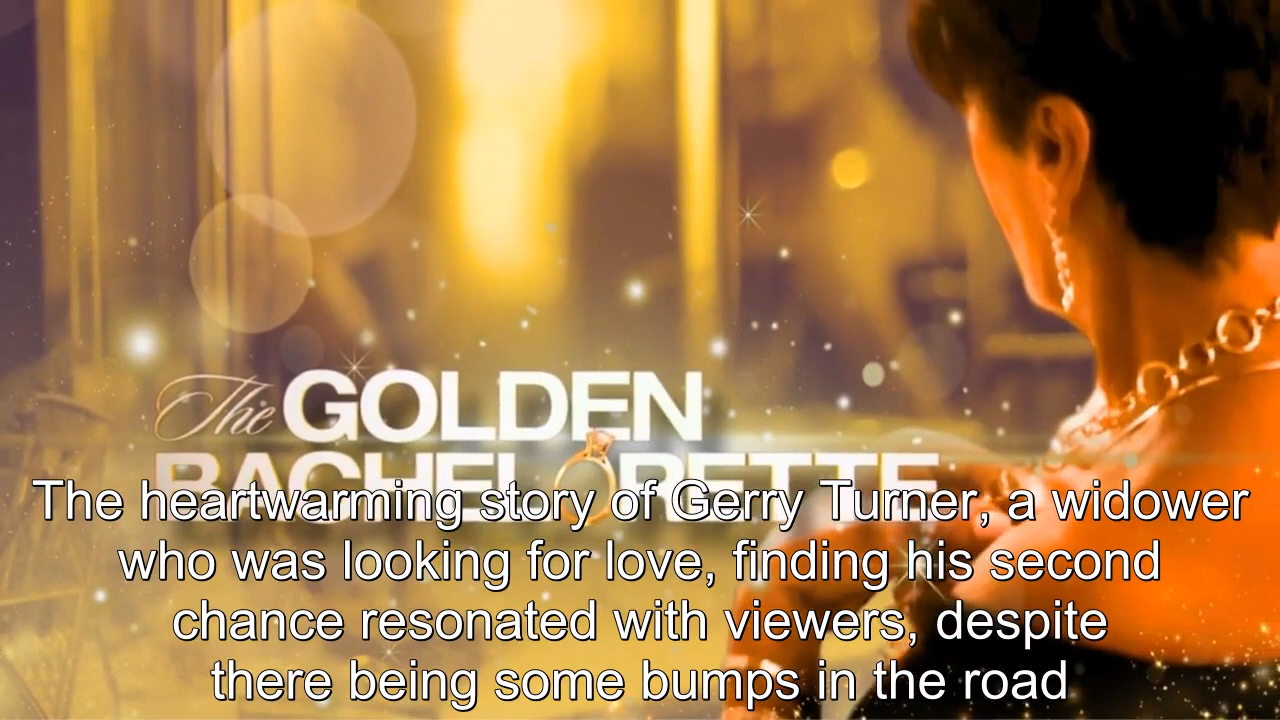 The GOLDEN
BACHELORETTE
The heartwarming story of Gerry Turner, a widower
who was looking for love, finding his second
chance resonated with viewers, despite
there being some bumps in the road